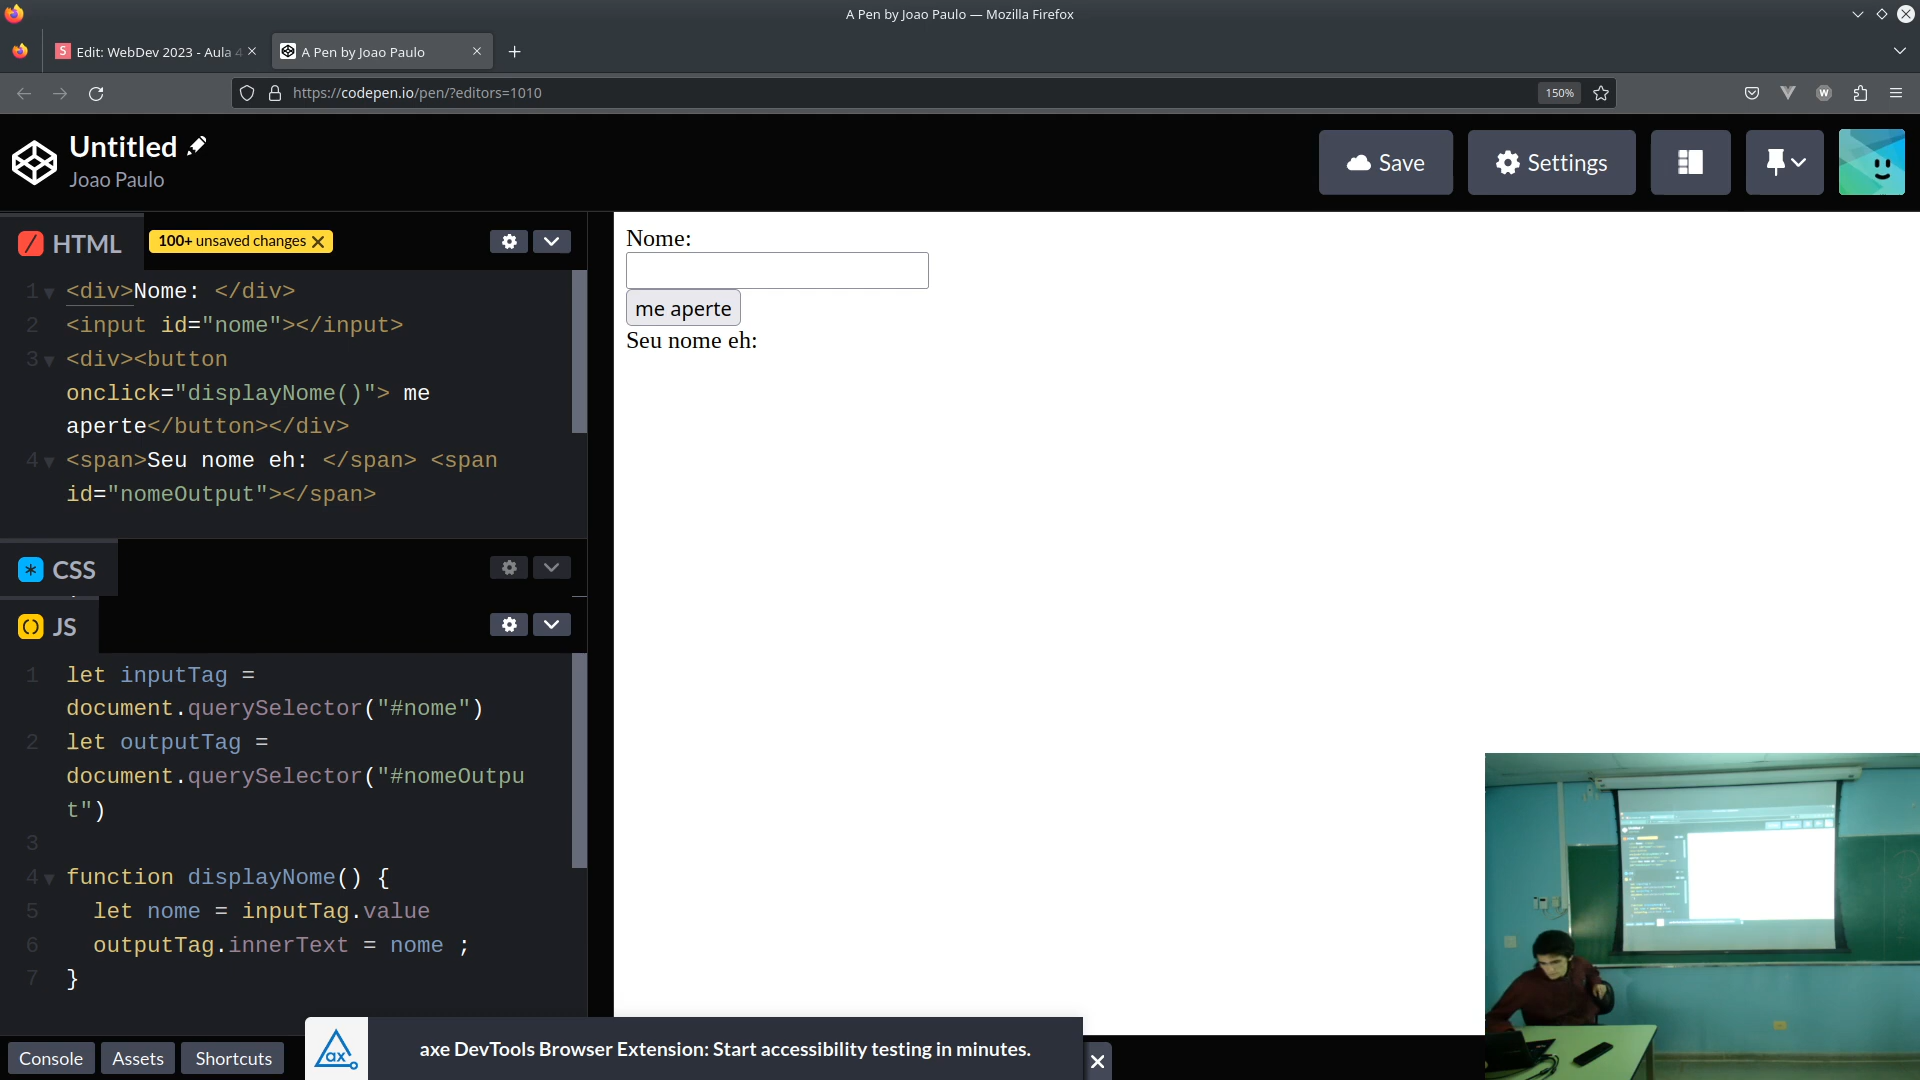 A Pen by Joao Paulo — Mozilla Firefox
Edit: WebDev 2023 - Aula 4
A Pen by Joao Paulo
https://codepen.io/pen/?editors=1010
150%
Untitled
Joao Paulo
Save
Settings
HTML
100+ unsaved changes
1 <div>Nome: </div>
2 <input id="nome"></input>
3 <div><button
onclick="displayNome()"> me
aperte</button></div>
4 <span>Seu nome eh: </span> <span
id="nomeOutput"></span>
CSS
JS
1 let inputTag =
document.querySelector("#nome")
2 let outputTag =
document.querySelector("#nomeOutpu
t")
3
4 function displayNome() {
5 let nome = inputTag.value
6 outputTag.innerText = nome ;
7 }
Nome:
me aperte
Seu nome eh:
Console
Assets
Shortcuts
ax
axe DevTools Browser Extension: Start accessibility testing in minutes.